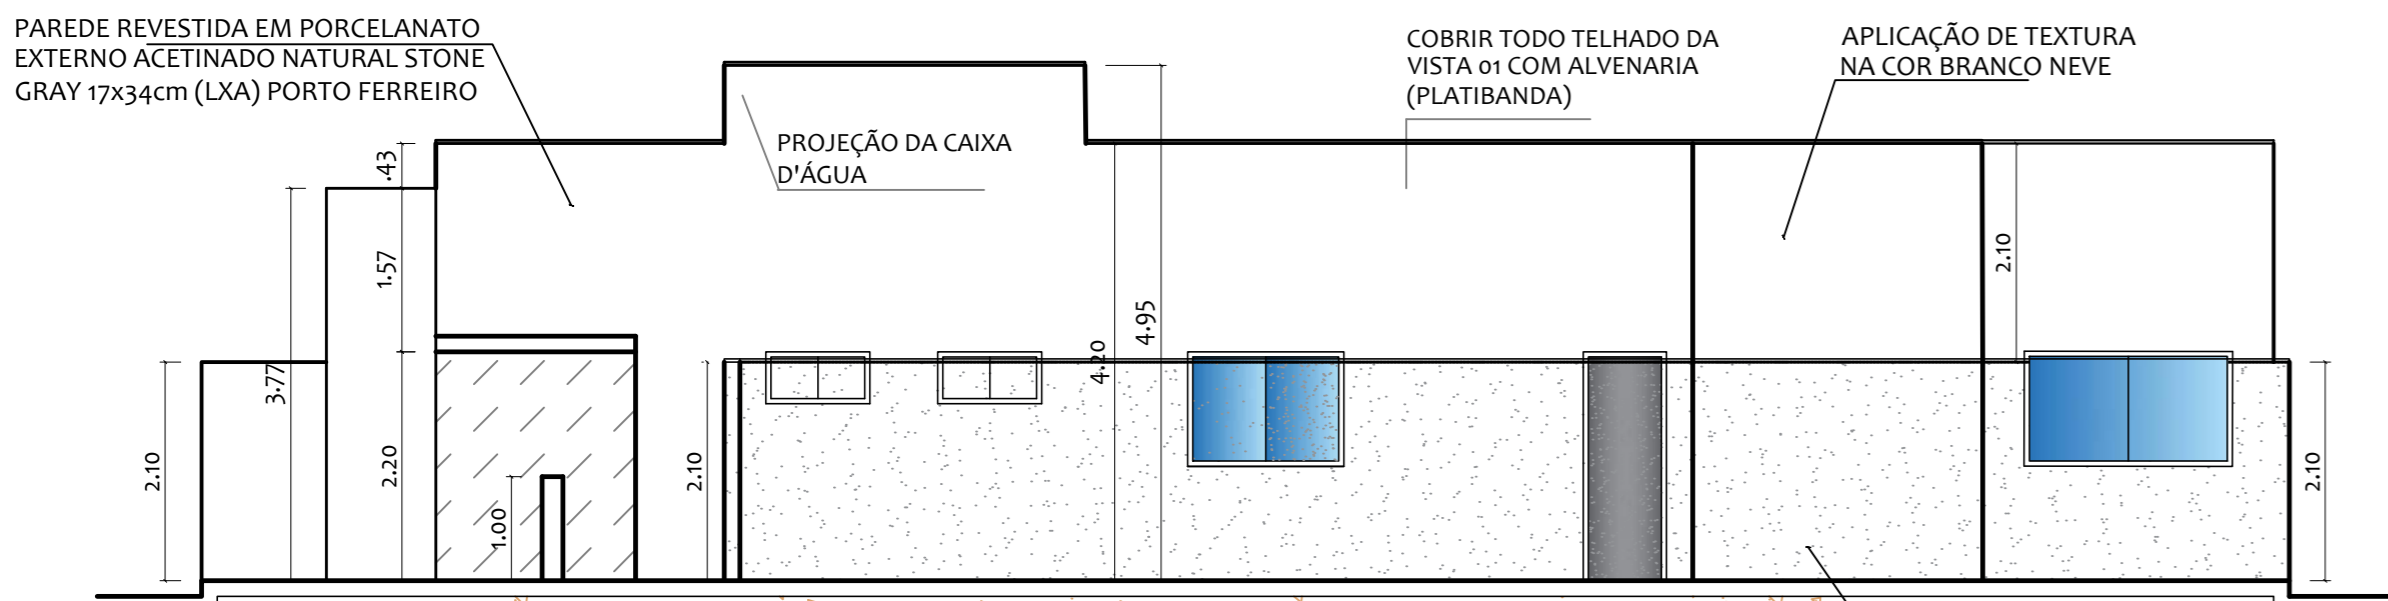 PAREDE REVESTIDA EM PORCELANATO
EXTERNO ACETINADO NATURAL STONE
GRAY 17x34cm (LXA) PORTO FERREIRO
PROJEÇÃO DA CAIXA
D'ÁGUA
COBRIR TODO TELHADO DA
VISTA 01 COM ALVENARIA
(PLATIBANDA)
APLICAÇÃO DE TEXTURA
NA COR BRANCO NEVE
2.10
3.77
.43
1.57
2.20
1.00
2.10
4.20
4.95
2.10
2.10